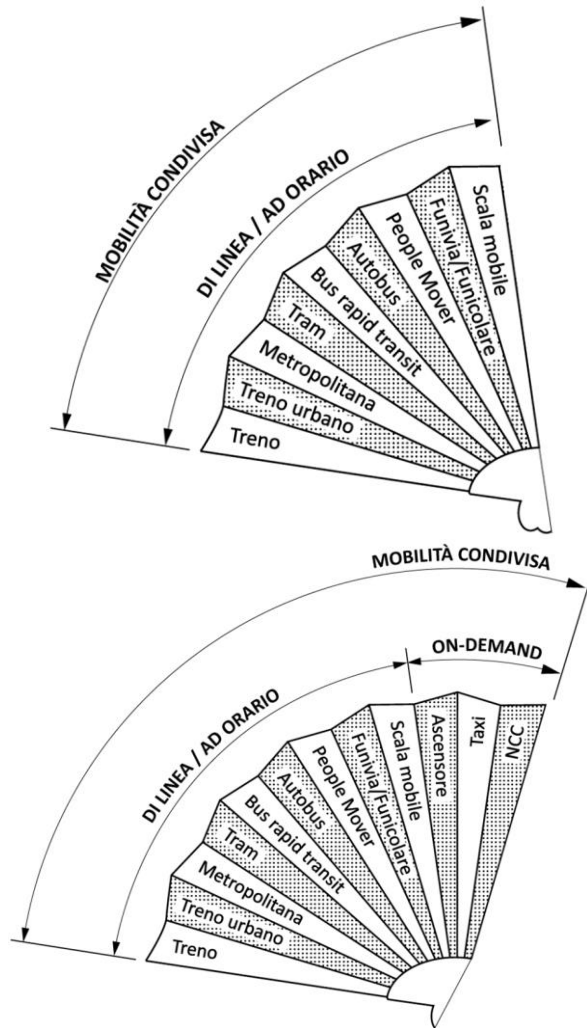 MOBILITÀ CONDIVISA
DI LINEA / AD ORARIO
Treno
Treno urbano
Metropolitana
Tram
Bus rapid transit
Autobus
People Mover
Funivia/Funicolare
Scala mobile
MOBILITÀ CONDIVISA
DI LINEA / AD ORARIO
ON-DEMAND
Treno
Treno urbano
Metropolitana
Tram
Bus rapid transit
Autobus
People Mover
Funivia/Funicolare
Scala mobile
Ascensore
Taxi
NCC